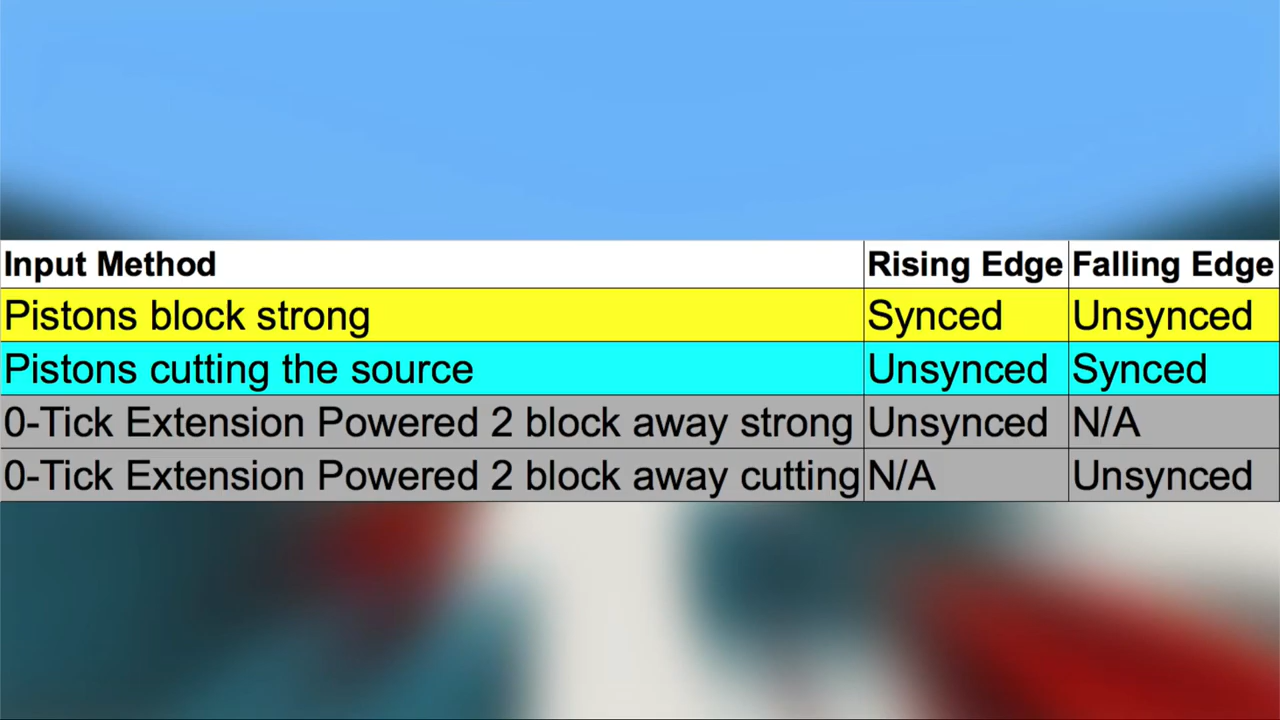 Input Method Rising Edge Falling Edge
Pistons block strong Synced Unsynced
Pistons cutting the source Unsynced Synced
0-Tick Extension Powered 2 block away strong Unsynced N/A
0-Tick Extension Powered 2 block away cutting N/A Unsynced